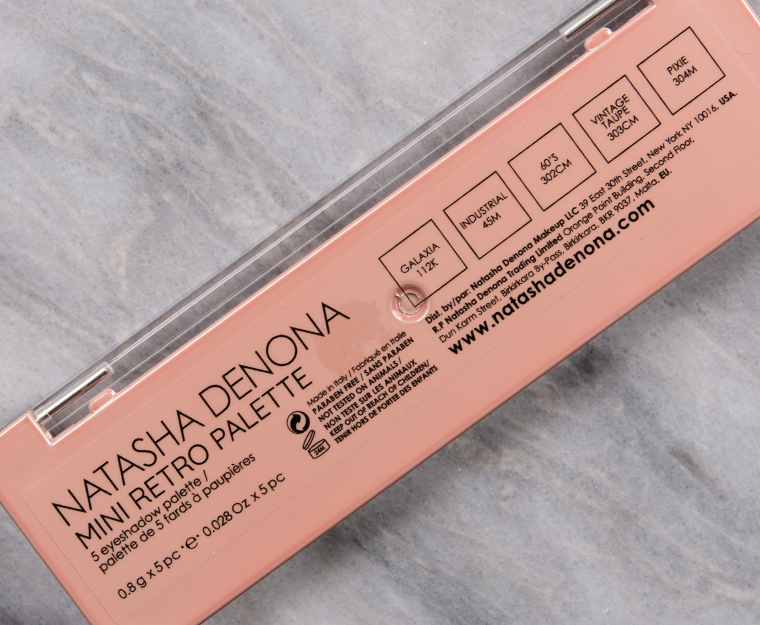 NATASHA DENONA
MINI RETRO PALETTE
5 eyeshadow palette /
palette de 5 fards à paupières
0.8 g x 5 pc e 0.028 Oz x 5 pc
Made in Italy / Fabriqué en Italie
PARABEN FREE / SANS PARABEN
NOT TESTED ON ANIMALS /
NON TESTE SUR LES ANIMAUX
KEEP OUT OF REACH OF CHILDREN/
TENIR HORS DE PORTEE DES ENFANTS
24M
GALAXIA
112K
INDUSTRIAL
45M
60'S
302CM
VINTAGE
TAUPE
303CM
PIXIE
304M
Dist. by/par: Natasha Denona Makeup LLC 39 East 30th Street, New York NY 10016, USA.
R.P Natasha Denona Trading Limited Orange Point Building, Second Floor,
Dun Karm Street, Birkirkara By-Pass, Birkirkara, BKR 9037, Malta, EU.
www.natashadenona.com